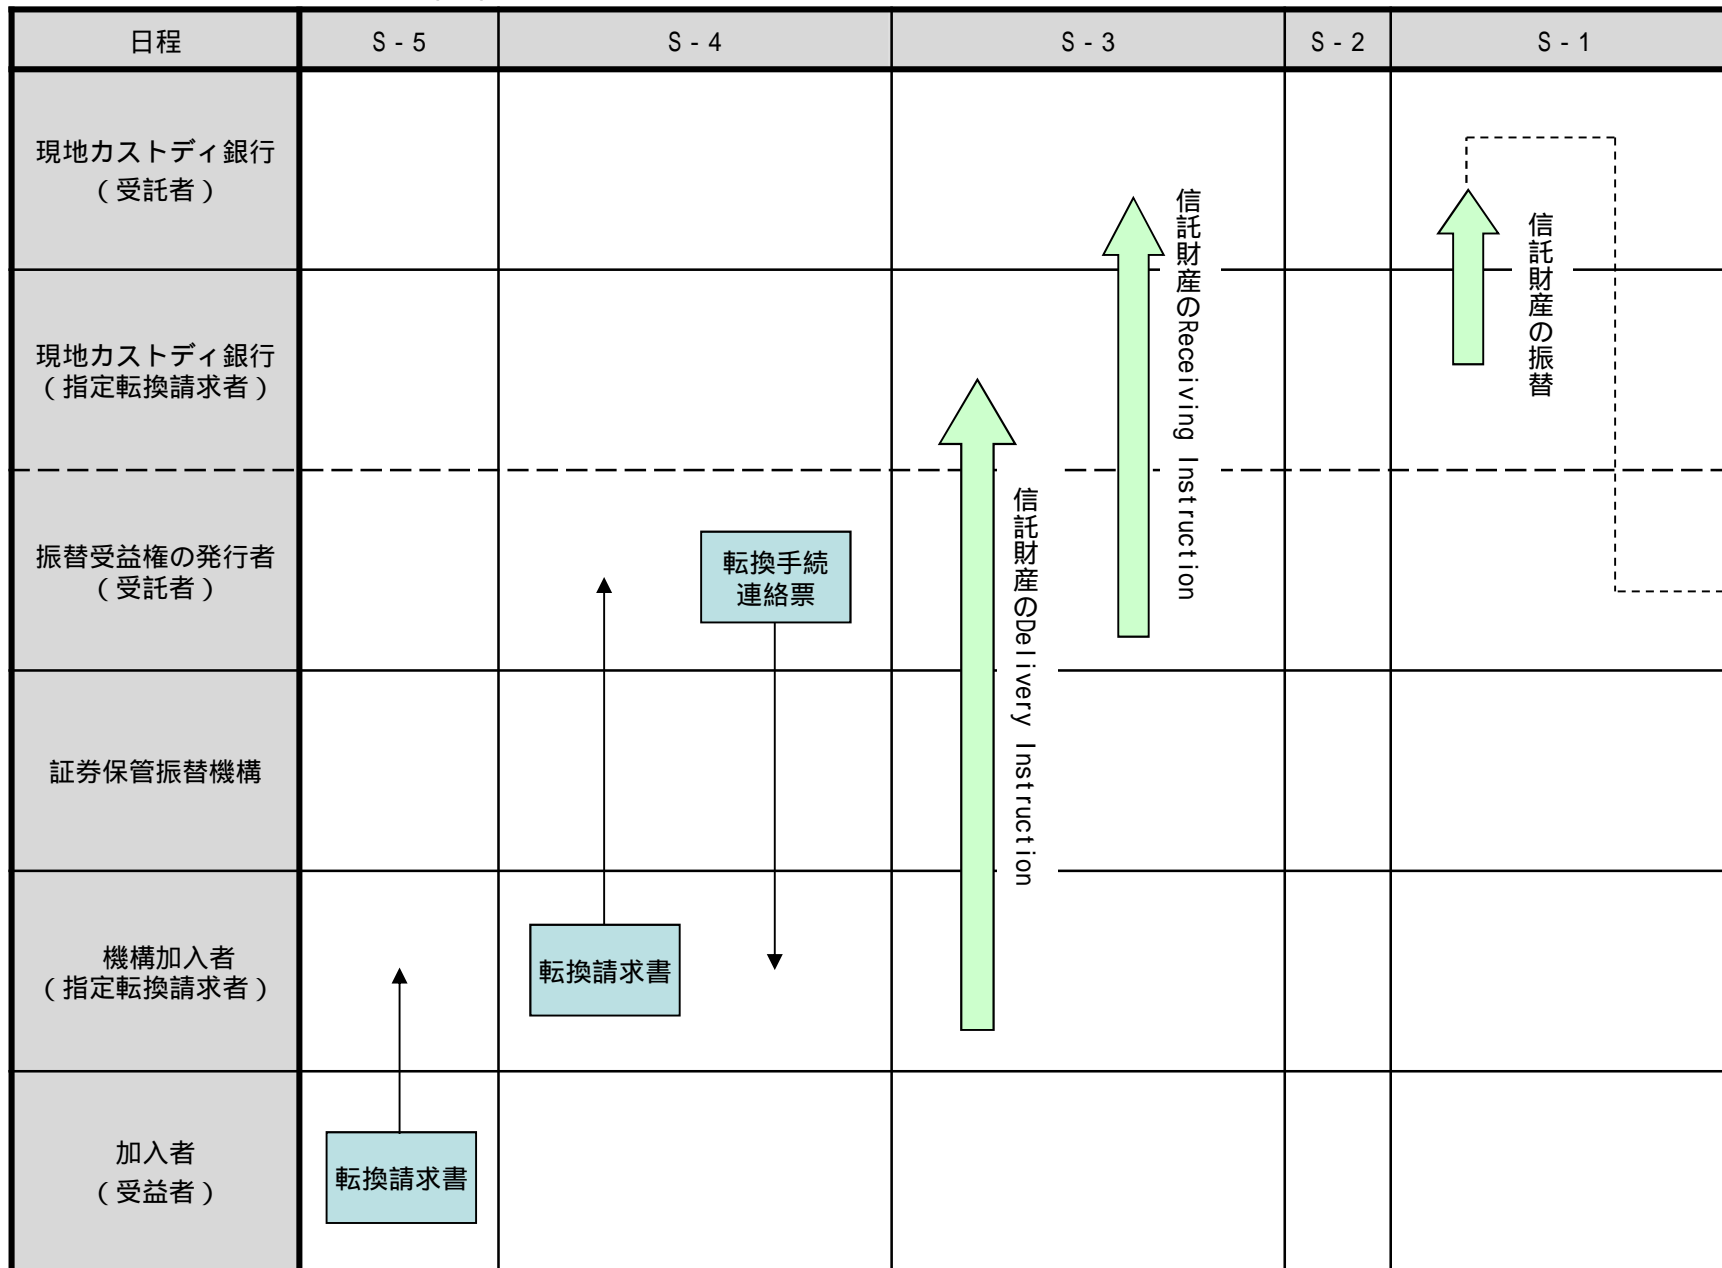 日程
S - 5
S - 4
S - 3
S - 2
S - 1
現地カストディ銀行
(受託者)
信託財産のReceiving Instruction
信託財産の振替
現地カストディ銀行
(指定転換請求者)
信託財産のDelivery Instruction
振替受益権の発行者
(受託者)
転換手続
連絡票
証券保管振替機構
機構加入者
(指定転換請求者)
転換請求書
加入者
(受益者)
転換請求書